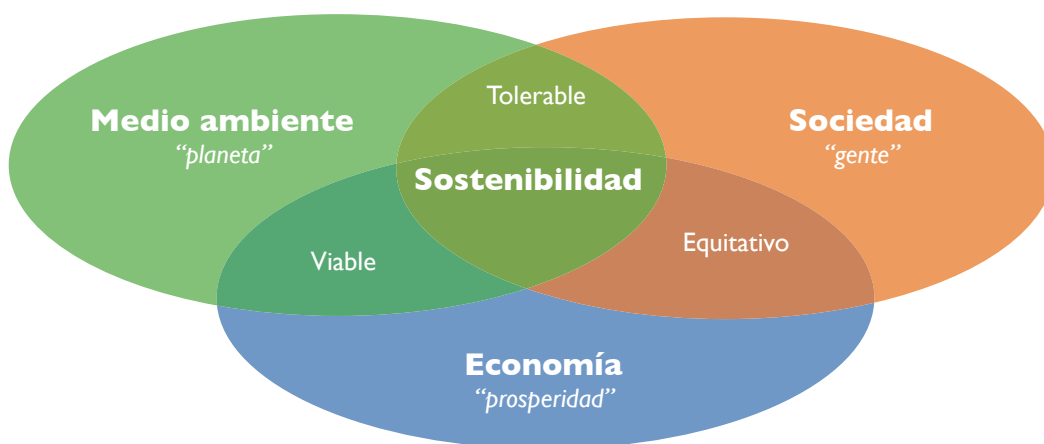 Tolerable
Medio ambiente
“planeta”
Sociedad
“gente”
Sostenibilidad
Viable
Equitativo
Economía
“prosperidad”